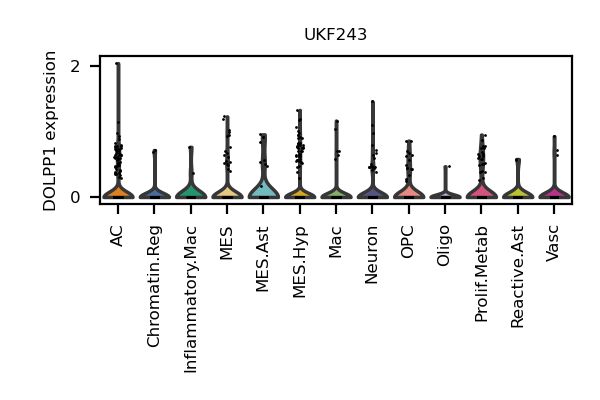 UKF243
DOLPP1 expression
2
0
AC
Chromatin.Reg
Inflammatory.Mac
MES
MES.Ast
MES.Hyp
Mac
Neuron
OPC
Oligo
Prolif.Metab
Reactive.Ast
Vasc